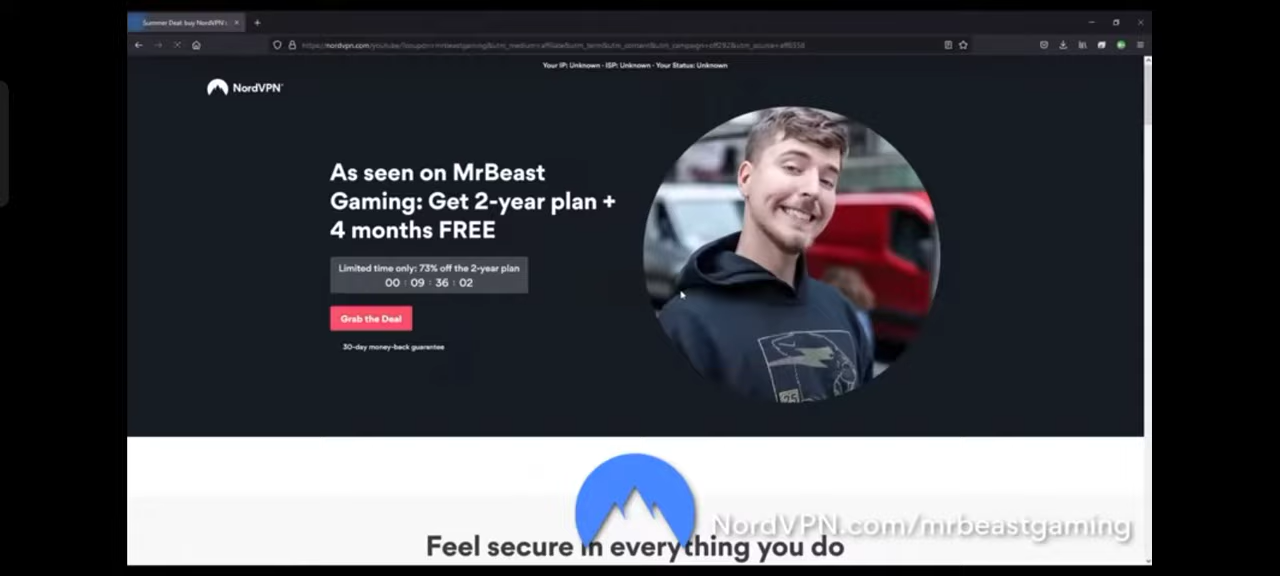 Summer Deal: buy NordVPN
Your IP: Unknown · ISP: Unknown · Your Status: Unknown
NordVPN®
As seen on MrBeast
Gaming: Get 2-year plan +
4 months FREE
Limited time only: 73% off the 2-year plan
00 : 09 : 36 : 02
Grab the Deal
30-day money-back guarantee
25
NordVPN.com/mrbeastgaming
Feel secure in everything you do